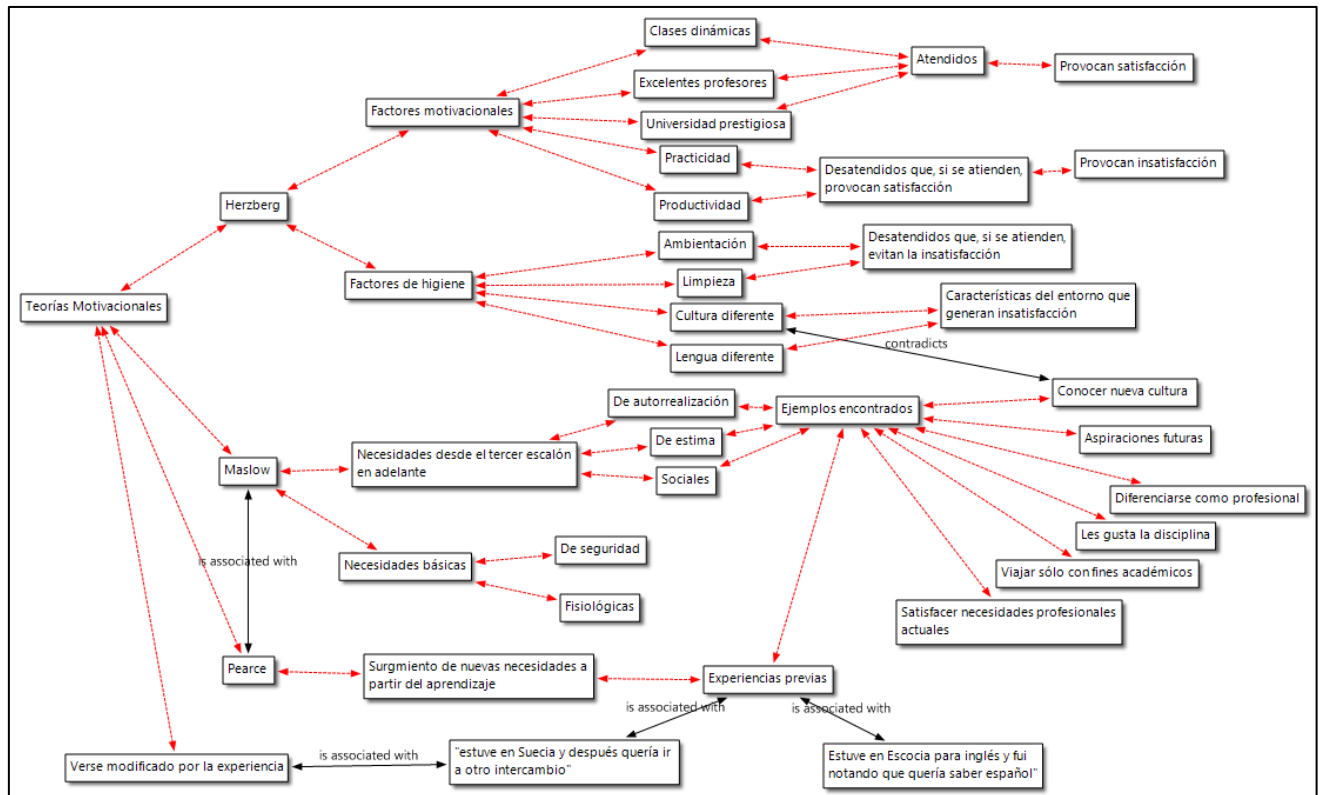 Clases dinámicas
Atendidos
Provocan satisfacción
Excelentes profesores
Factores motivacionales
Universidad prestigiosa
Practicidad
Desatendidos que, si se atienden,
provocan satisfacción
Provocan insatisfacción
Productividad
Herzberg
Ambientación
Desatendidos que, si se atienden,
evitan la insatisfacción
Factores de higiene
Limpieza
Teorías Motivacionales
Cultura diferente
Características del entorno que
generan insatisfacción
contradicts
Lengua diferente
Conocer nueva cultura
De autorrealización
Ejemplos encontrados
Aspiraciones futuras
De estima
Necesidades desde el tercer escalón
en adelante
Maslow
Sociales
Diferenciarse como profesional
Les gusta la disciplina
De seguridad
is associated with
Necesidades básicas
Viajar sólo con fines académicos
Fisiológicas
Satisfacer necesidades profesionales
actuales
Pearce
Surgmiento de nuevas necesidades a
partir del aprendizaje
Experiencias previas
is associated with
is associated with
is associated with
Verse modificado por la experiencia
"estuve en Suecia y después quería ir
a otro intercambio"
Estuve en Escocia para inglés y fui
notando que quería saber español"